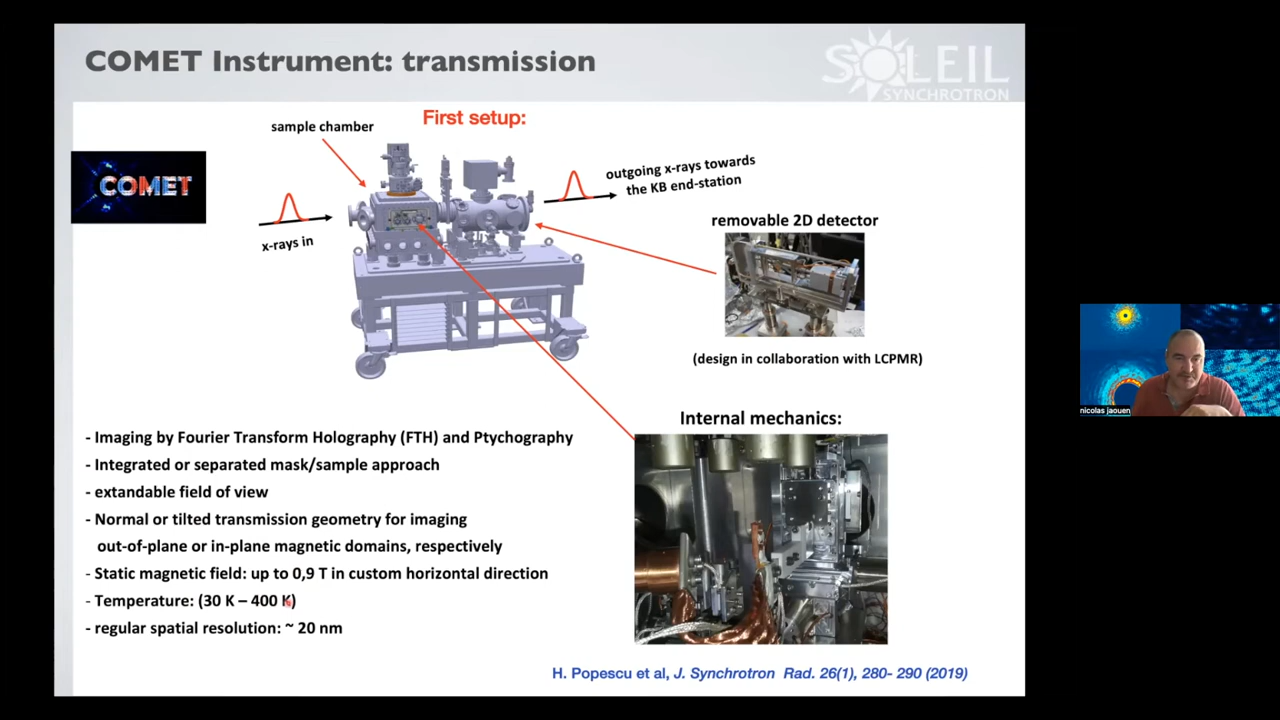 COMET Instrument: transmission
SOLEIL
SYNCHROTRON
First setup:
sample chamber
COMET
x-rays in
outgoing x-rays towards
the KB end-station
removable 2D detector
(design in collaboration with LCPMR)
nicolas jaouen
Internal mechanics:
- Imaging by Fourier Transform Holography (FTH) and Ptychography
- Integrated or separated mask/sample approach
- extandable field of view
- Normal or tilted transmission geometry for imaging
out-of-plane or in-plane magnetic domains, respectively
- Static magnetic field: up to 0,9 T in custom horizontal direction
- Temperature: (30 K – 400 K)
- regular spatial resolution: ~ 20 nm
H. Popescu et al, J. Synchrotron Rad. 26(1), 280- 290 (2019)